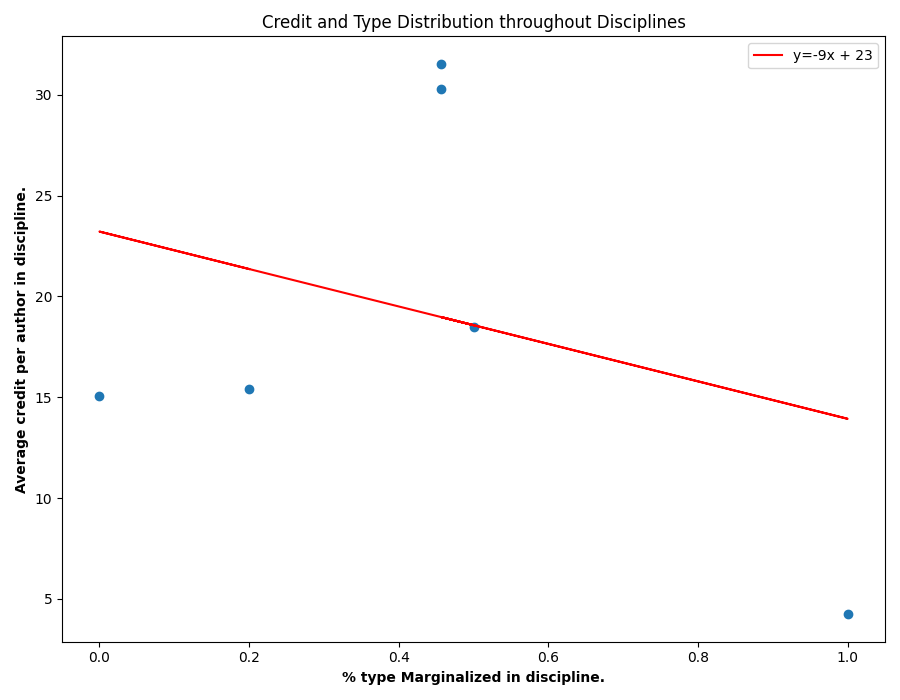 Credit and Type Distribution throughout Disciplines
y=-9x + 23
Average credit per author in discipline.
30
25
20
15
10
5
0.0 0.2 0.4 0.6 0.8 1.0
% type Marginalized in discipline.